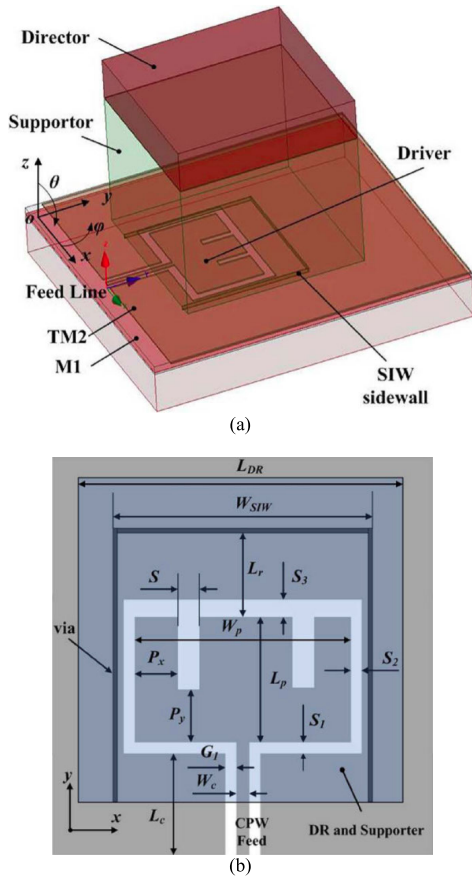 Director
Supportor
Driver
z
θ
y
o
φ
x
Feed Line
TM2
M1
SIW
sidewall
(a)
L_DR
W_SIW
S
L_r
S_3
via
W_p
P_x
L_p
S_2
P_y
S_1
G_1
W_c
y
L_c
CPW
Feed
x
DR and Supporter
(b)